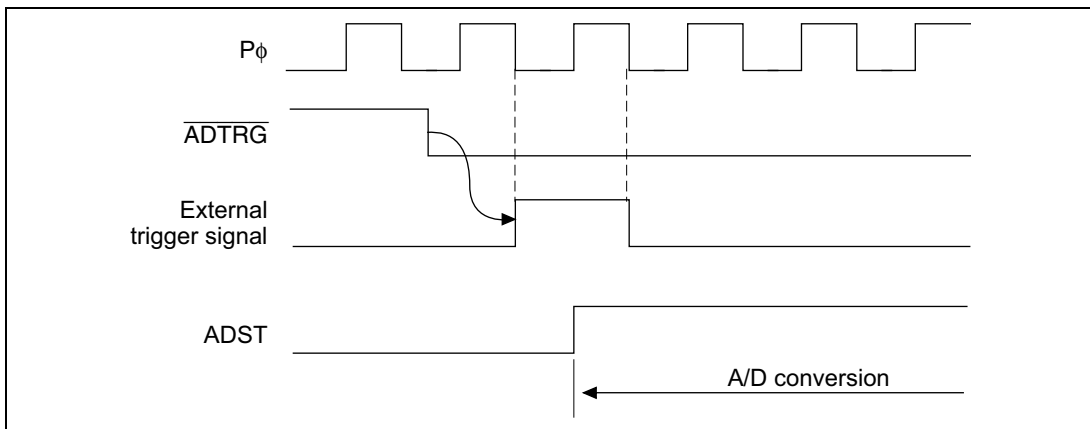 Pϕ
ADTRG
External
trigger signal
ADST
A/D conversion